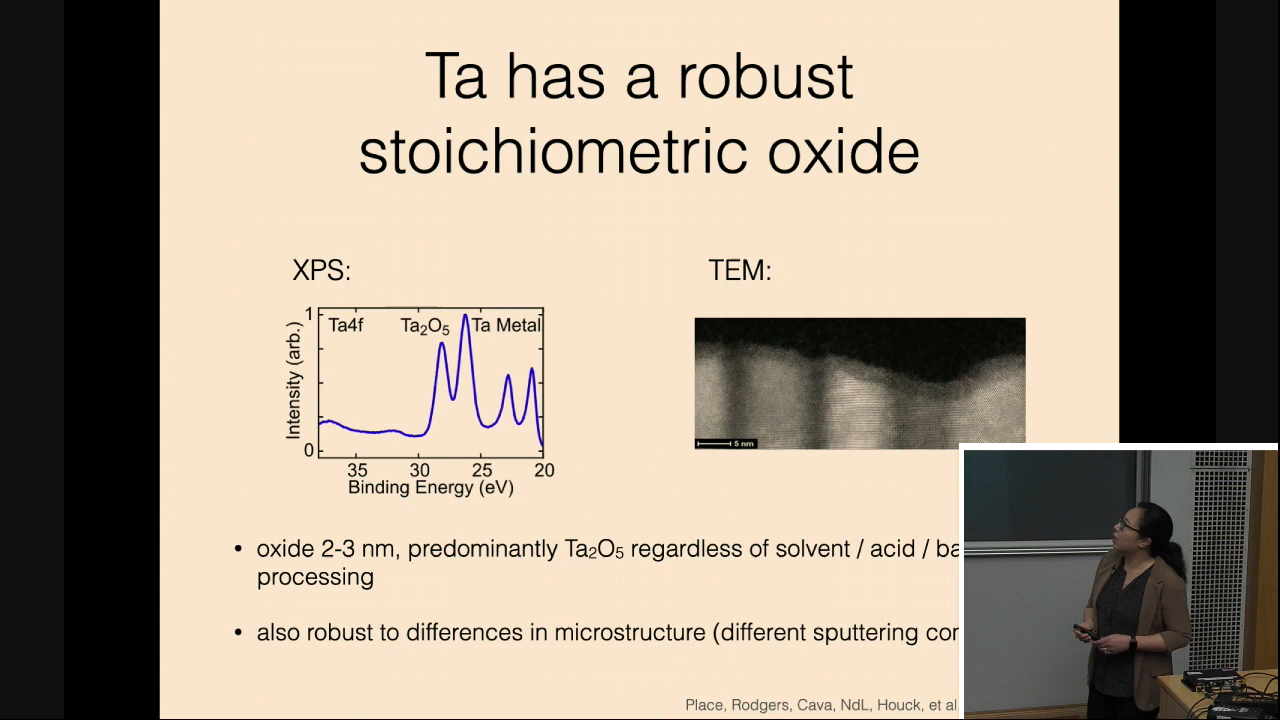 Ta has a robust
stoichiometric oxide
XPS:
TEM:
1
Ta4f
Ta₂O₅
Ta Metal
Intensity (arb.)
0
35 30 25 20
Binding Energy (eV)
5 nm
• oxide 2-3 nm, predominantly Ta₂O₅ regardless of solvent / acid /
processing
• also robust to differences in microstructure (different sputtering
Place, Rodgers, Cava, NdL, Houck, et al